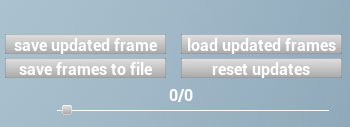 save updated frame
load updated frames
save frames to file
reset updates
0/0